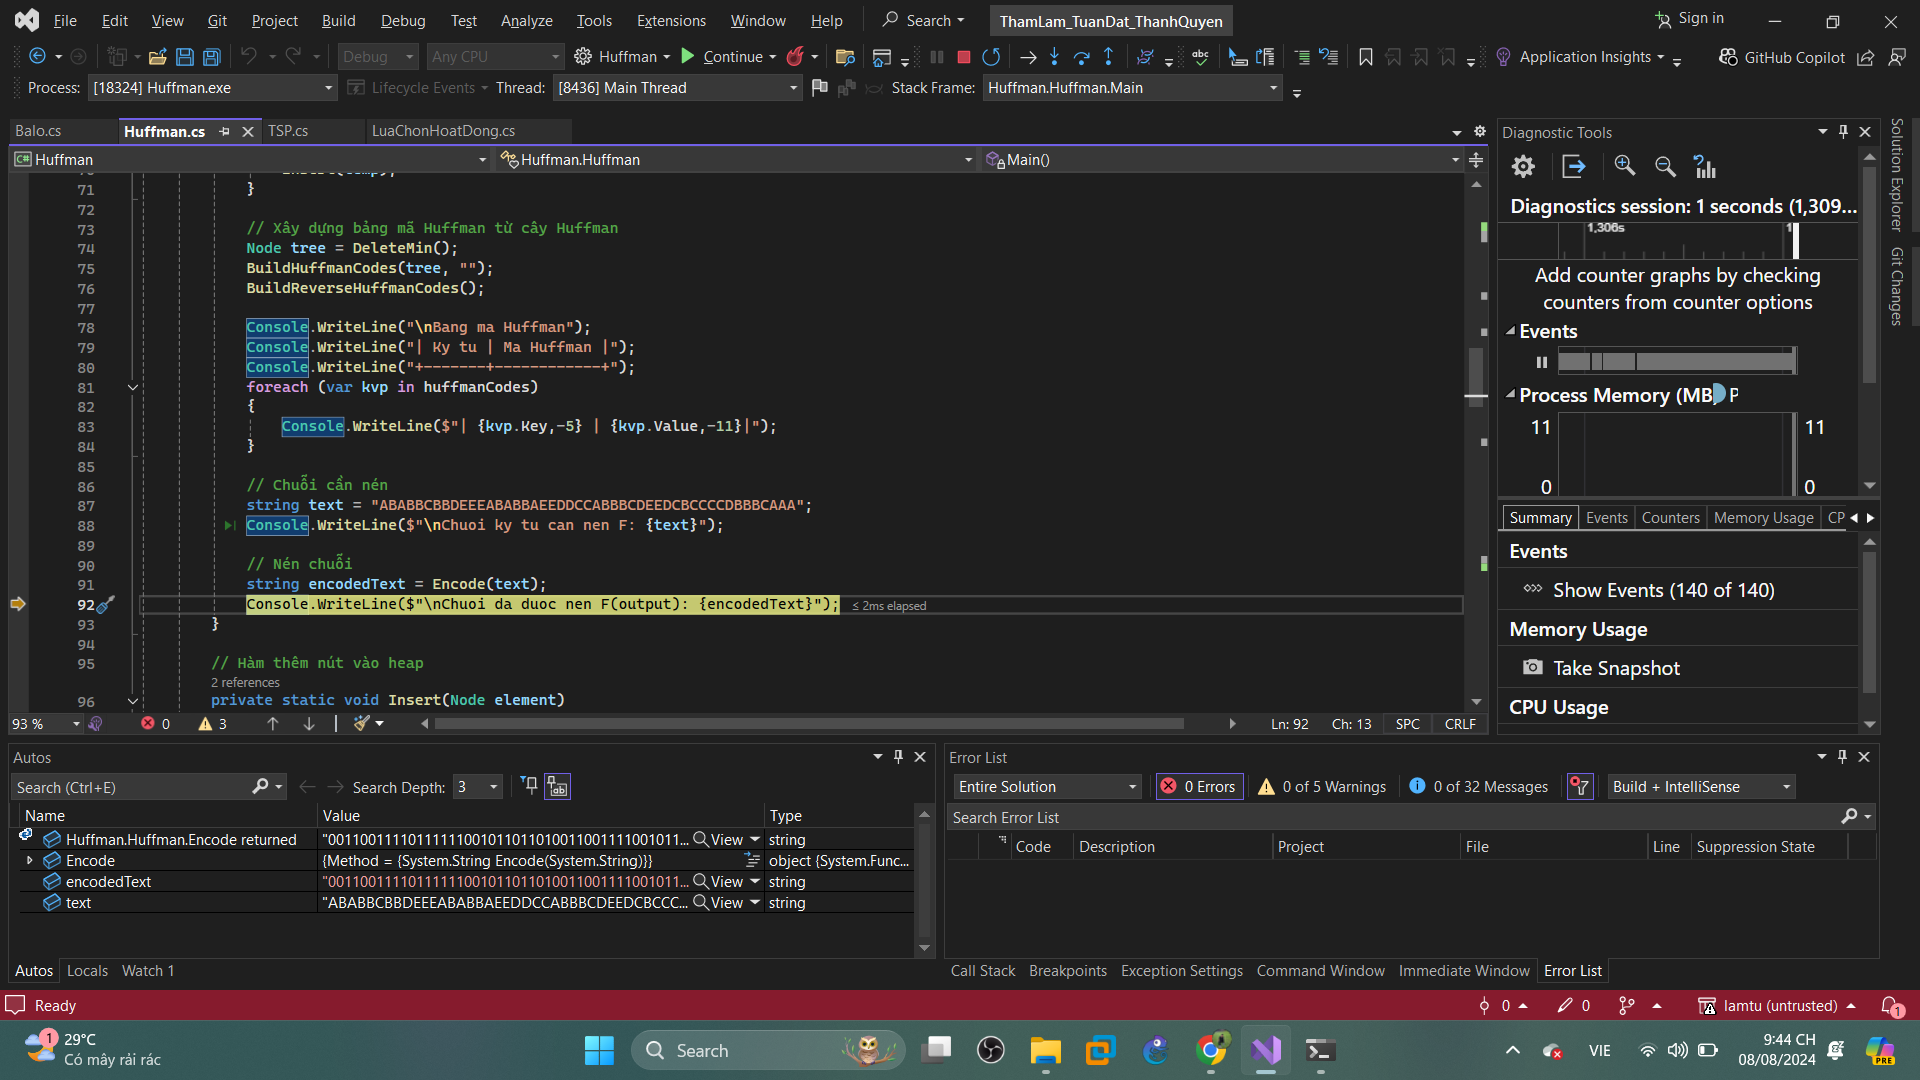 File Edit View Git Project Build Debug Test Analyze Tools Extensions Window Help Search ThamLam_TuanDat_ThanhQuyen Sign in
Debug Any CPU Huffman Continue abc Application Insights GitHub Copilot
Process: [18324] Huffman.exe Lifecycle Events Thread: [8436] Main Thread Stack Frame: Huffman.Huffman.Main
Balo.cs Huffman.cs TSP.cs LuaChonHoatDong.cs
C# Huffman Huffman.Huffman Main()
71 }
72
73 // Xây dựng bảng mã Huffman từ cây Huffman
74 Node tree = DeleteMin();
75 BuildHuffmanCodes(tree, "");
76 BuildReverseHuffmanCodes();
77
78 Console.WriteLine("\nBang ma Huffman");
79 Console.WriteLine("| Ky tu | Ma Huffman |");
80 Console.WriteLine("+-------+------------+");
81 foreach (var kvp in huffmanCodes)
82 {
83 Console.WriteLine($"| {kvp.Key,-5} | {kvp.Value,-11}|");
84 }
85
86 // Chuỗi cần nén
87 string text = "ABABBCBBDEEEABABBAEEDDCCABBBCDEEDCBCCCCDBBBCAAA";
88 Console.WriteLine($"\nChuoi ky tu can nen F: {text}");
89
90 // Nén chuỗi
91 string encodedText = Encode(text);
92 Console.WriteLine($"\nChuoi da duoc nen F(output): {encodedText}"); ≤ 2ms elapsed
93 }
94
95 // Hàm thêm nút vào heap
2 references
96 private static void Insert(Node element)
93 % 0 3 Ln: 92 Ch: 13 SPC CRLF
Diagnostic Tools
Diagnostics session: 1 seconds (1,309...
1,306s 1
Add counter graphs by checking
counters from counter options
Events
Process Memory (MB) P
11 11
0 0
Summary Events Counters Memory Usage CP
Events
Show Events (140 of 140)
Memory Usage
Take Snapshot
CPU Usage
Solution Explorer
Git Changes
Autos
Search (Ctrl+E) Search Depth: 3
Name Value Type
Huffman.Huffman.Encode returned "00110011110111111001011011010011001111001011... View string
Encode {Method = {System.String Encode(System.String)}} object {System.Func...
encodedText "00110011110111111001011011010011001111001011... View string
text "ABABBCBBDEEEABABBAEEDDCCABBBCDEEDCBCCC... View string
Autos Locals Watch 1
Error List
Entire Solution 0 Errors 0 of 5 Warnings 0 of 32 Messages Build + IntelliSense
Search Error List
Code Description Project File Line Suppression State
Call Stack Breakpoints Exception Settings Command Window Immediate Window Error List
Ready 0 0 lamtu (untrusted) 1
1 29°C
Có mây rải rác
Search
VIE
9:44 CH
08/08/2024
PRE